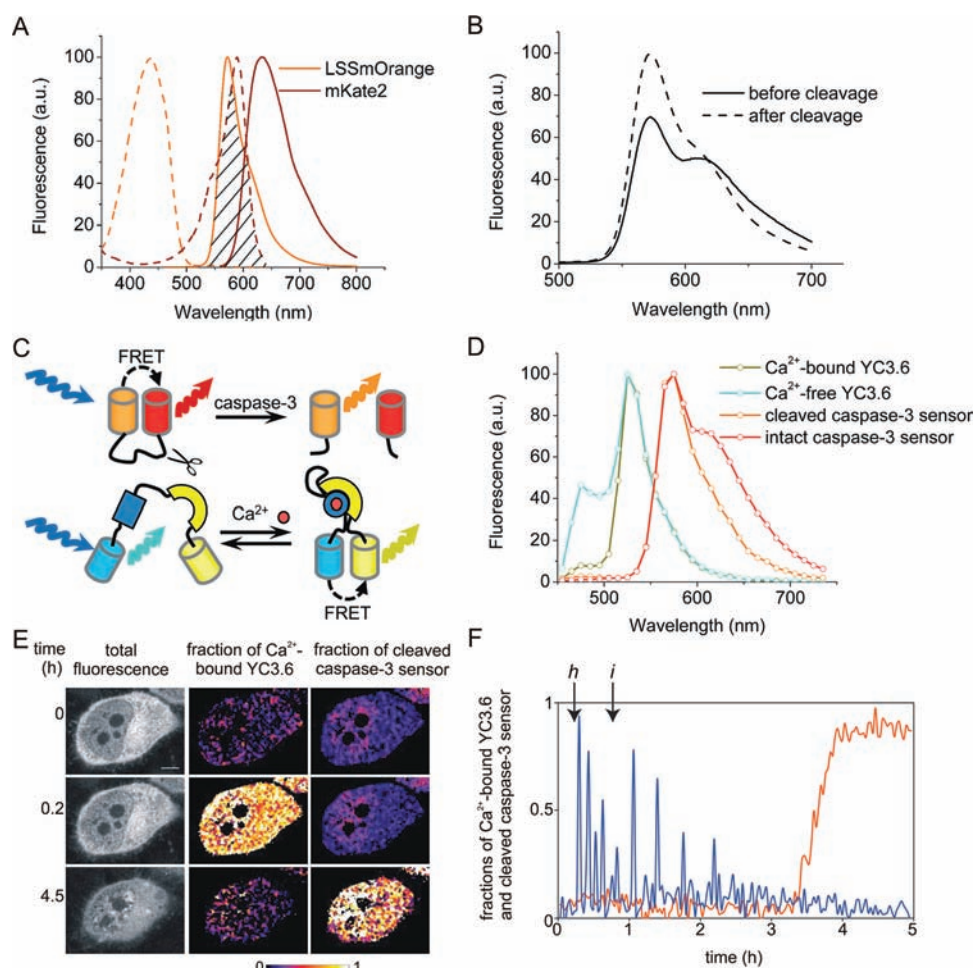 A
Fluorescence (a.u.)
100
80
60
40
20
0
400
500
600
700
800
Wavelength (nm)
LSSmOrange
mKate2
B
Fluorescence (a.u.)
100
80
60
40
20
0
500
600
700
Wavelength (nm)
before cleavage
after cleavage
C
FRET
caspase-3
Ca²⁺
FRET
D
Fluorescence (a.u.)
100
80
60
40
20
0
500
600
700
Wavelength (nm)
Ca²⁺-bound YC3.6
Ca²⁺-free YC3.6
cleaved caspase-3 sensor
intact caspase-3 sensor
E
time
(h)
total
fluorescence
fraction of Ca²⁺-
bound YC3.6
fraction of cleaved
caspase-3 sensor
0
0.2
4.5
0
1
F
fractions of Ca²⁺-bound YC3.6
and cleaved caspase-3 sensor
1
0.5
0
h
i
0
1
2
3
4
5
time (h)